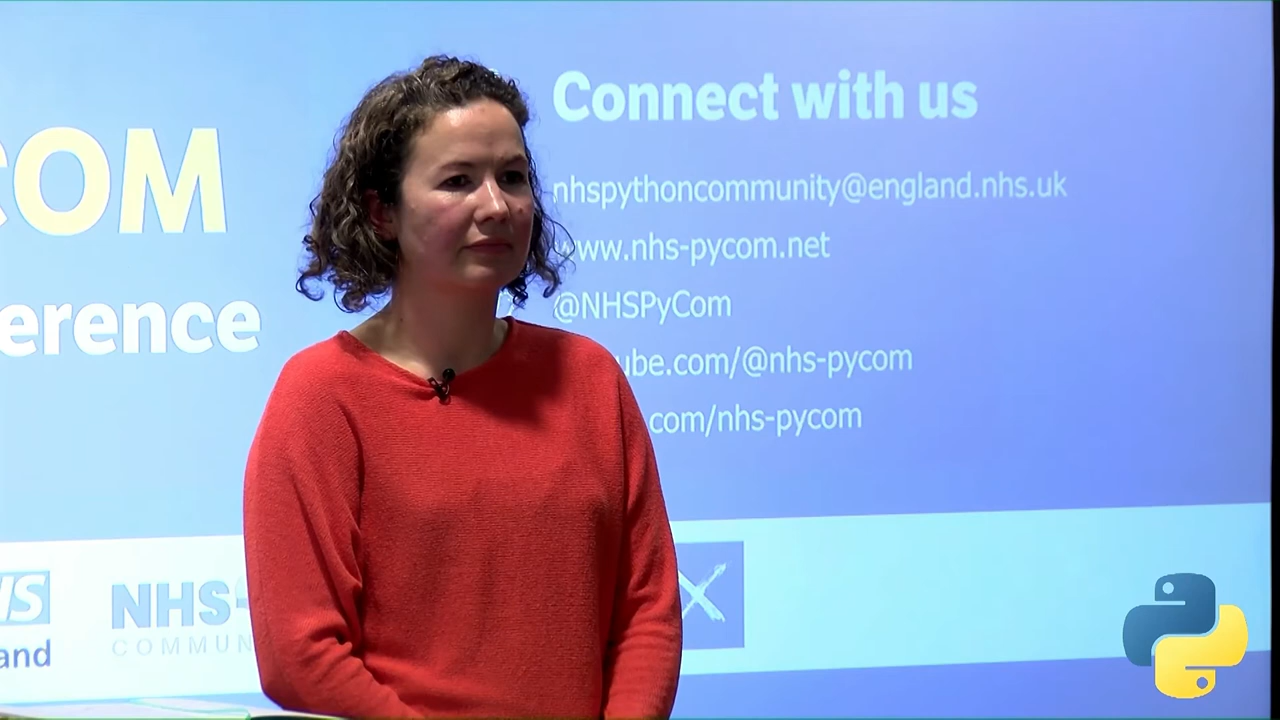 COM
erence
Connect with us
nhspythoncommunity@england.nhs.uk
www.nhs-pycom.net
@NHSPyCom
ube.com/@nhs-pycom
.com/nhs-pycom
HS
and
NHS-
COMMUN